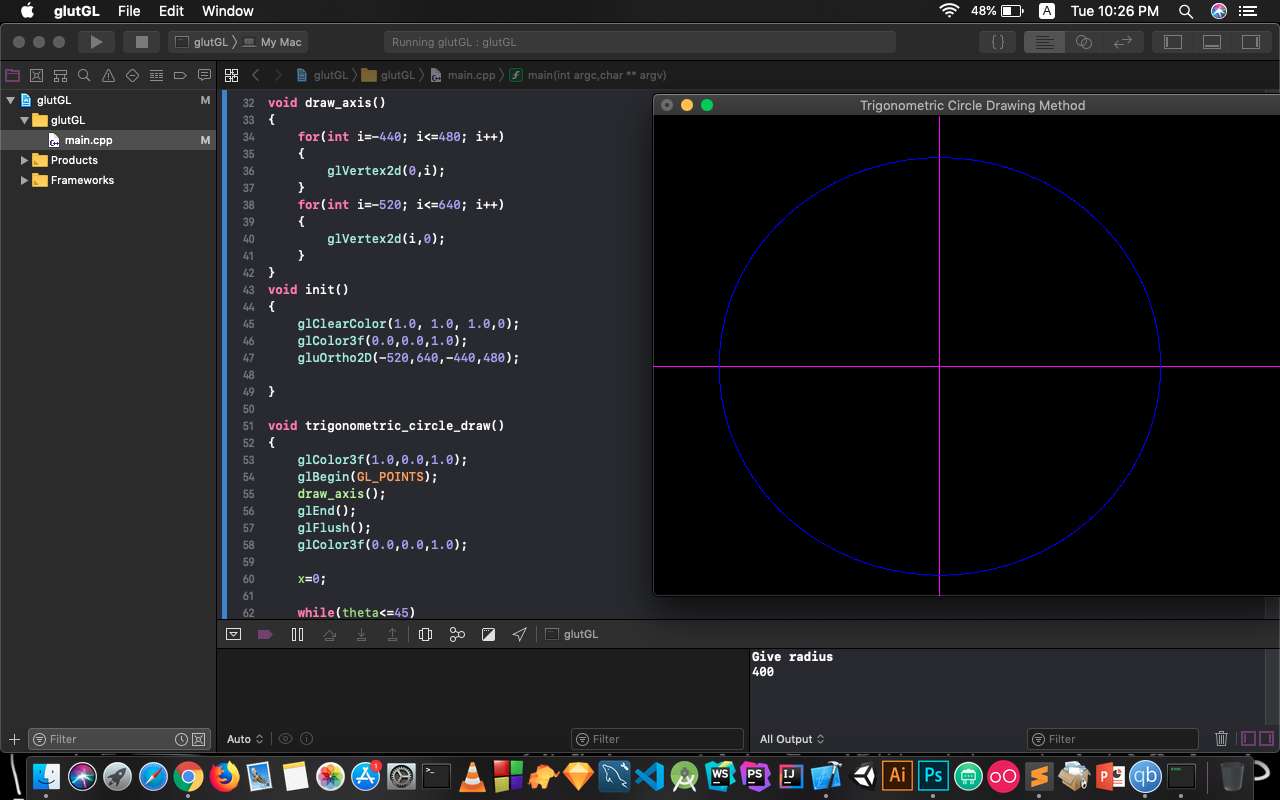 glutGL File Edit Window 48% A Tue 10:26 PM
glutGL 〉 My Mac Running glutGL : glutGL {}
glutGL 〉 glutGL 〉 main.cpp 〉 f main(int argc,char ** argv)
glutGL M
glutGL
main.cpp M
Products
Frameworks
32 void draw_axis()
33 {
34 for(int i=-440; i<=480; i++)
35 {
36 glVertex2d(0,i);
37 }
38 for(int i=-520; i<=640; i++)
39 {
40 glVertex2d(i,0);
41 }
42 }
43 void init()
44 {
45 glClearColor(1.0, 1.0, 1.0,0);
46 glColor3f(0.0,0.0,1.0);
47 gluOrtho2D(-520,640,-440,480);
48
49 }
50
51 void trigonometric_circle_draw()
52 {
53 glColor3f(1.0,0.0,1.0);
54 glBegin(GL_POINTS);
55 draw_axis();
56 glEnd();
57 glFlush();
58 glColor3f(0.0,0.0,1.0);
59
60 x=0;
61
62 while(theta<=45)
Trigonometric Circle Drawing Method
glutGL
Give radius
400
Filter
Auto
Filter
All Output
Filter
1
WS
PS
IJ
Ai
Ps
P
qb